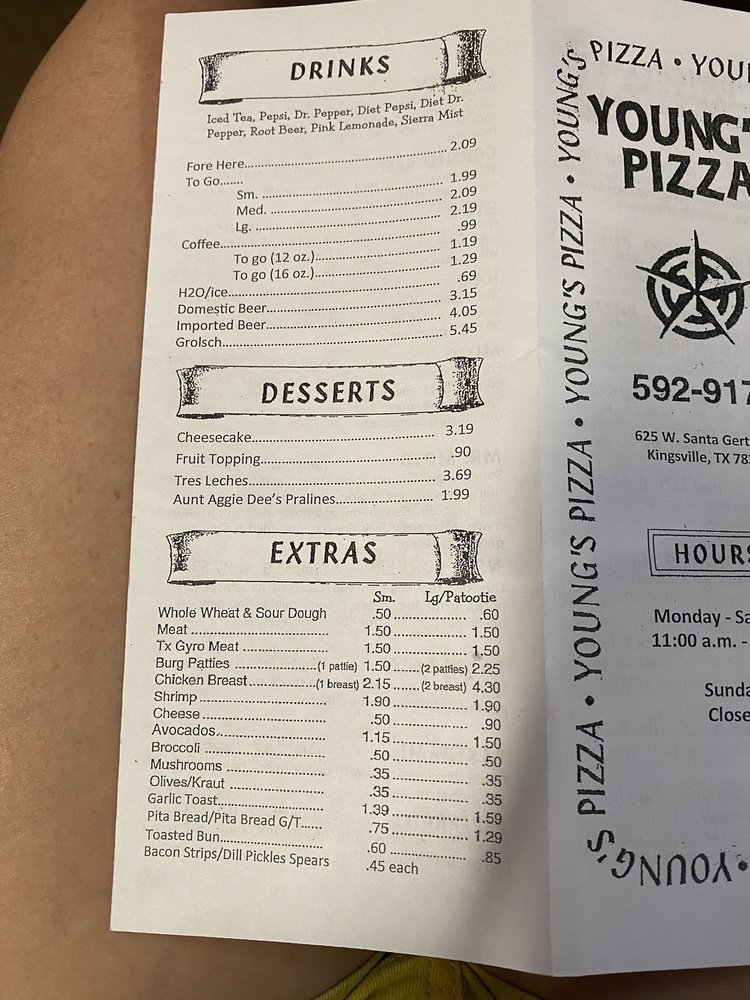 DRINKS
Iced Tea, Pepsi, Dr. Pepper, Diet Pepsi, Diet Dr.
Pepper, Root Beer, Pink Lemonade, Sierra Mist
Fore Here 2.09
To Go.......
Sm. 1.99
Med. 2.09
Lg. 2.19
Coffee .99
To go (12 oz.) 1.19
To go (16 oz.) 1.29
H2O/ice .69
Domestic Beer 3.15
Imported Beer 4.05
Grolsch 5.45
DESSERTS
Cheesecake 3.19
Fruit Topping .90
Tres Leches 3.69
Aunt Aggie Dee's Pralines 1.99
EXTRAS
Sm. Lg/Patootie
Whole Wheat & Sour Dough .50 .60
Meat 1.50 1.50
Tx Gyro Meat 1.50 1.50
Burg Patties (1 pattie) 1.50 (2 patties) 2.25
Chicken Breast (1 breast) 2.15 (2 breast) 4.30
Shrimp 1.90 1.90
Cheese .50 .90
Avocados 1.15 1.50
Broccoli .50 .50
Mushrooms .35 .35
Olives/Kraut .35 .35
Garlic Toast 1.39 1.59
Pita Bread/Pita Bread G/T .75 1.29
Toasted Bun .60 .85
Bacon Strips/Dill Pickles Spears .45 each
YOUNG'S PIZZA • YOUNG'S PIZZA • YOUNG'S PIZZA • YOU
YOUNG'
PIZZA
592-917
625 W. Santa Gert
Kingsville, TX 78
HOURS
Monday - Sa
11:00 a.m. -
Sunda
Close
YOUNG'S